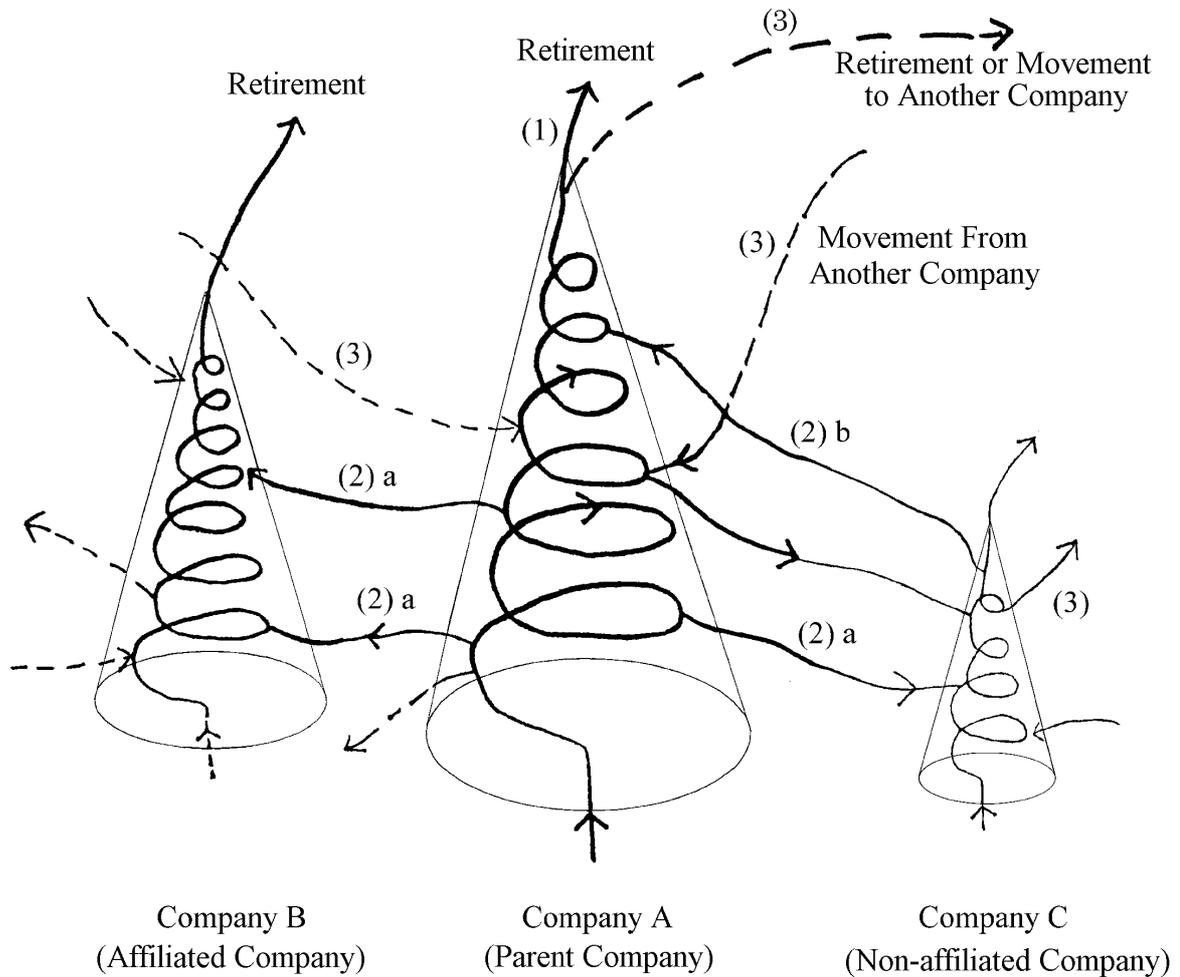 (3)
Retirement
Retirement or Movement
to Another Company
Retirement
(1)
(3)
Movement From
Another Company
(3)
(2) b
(2) a
(2) a
(3)
(2) a
Company B
(Affiliated Company)
Company A
(Parent Company)
Company C
(Non-affiliated Company)